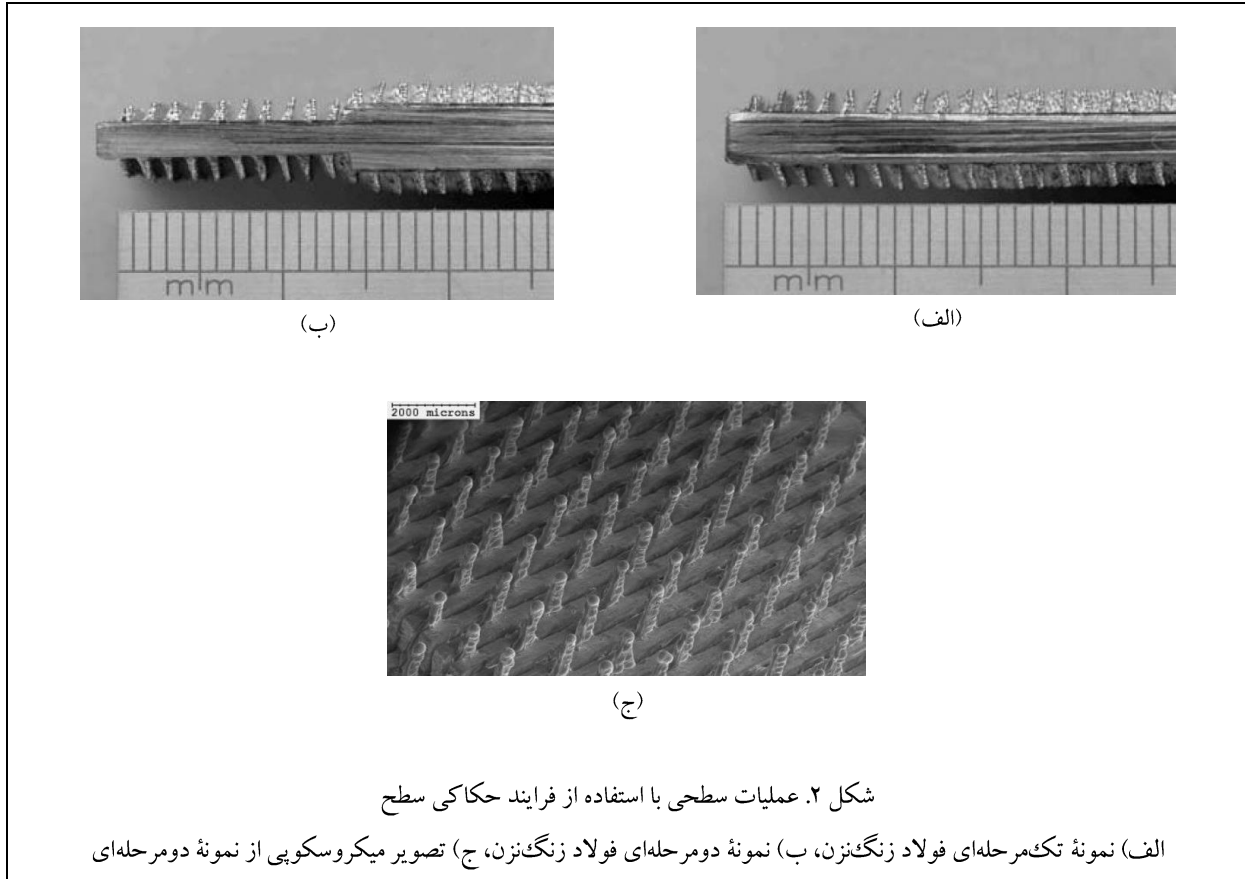 mm
mm
(ب)
(الف)
2000 microns
(ج)
شکل ۲. عملیات سطحی با استفاده از فرایند حکاکی سطح
الف) نمونهٔ تک‌مرحله‌ای فولاد زنگ‌نزن، ب) نمونهٔ دومرحله‌ای فولاد زنگ‌نزن، ج) تصویر میکروسکوپی از نمونهٔ دومرحله‌ای